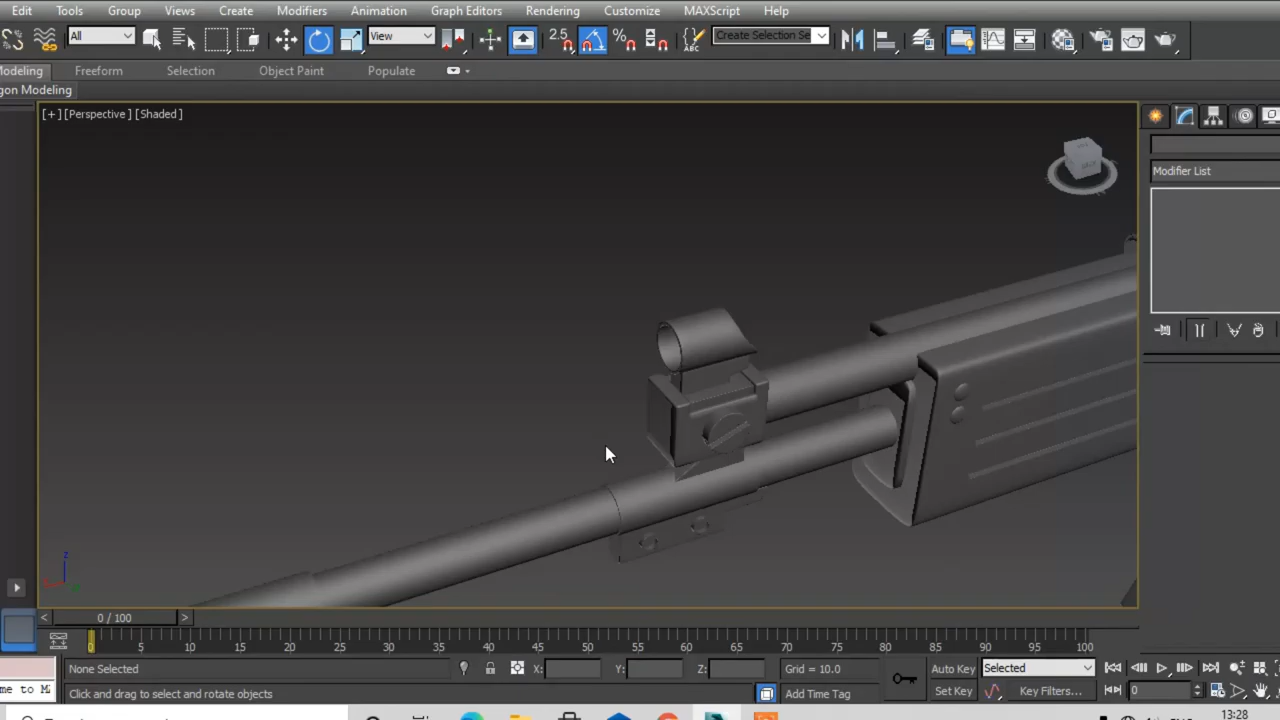 Edit Tools Group Views Create Modifiers Animation Graph Editors Rendering Customize MAXScript Help
All View 2.5 % ABC Create Selection Se
Modeling Freeform Selection Object Paint Populate
gon Modeling
[+] [Perspective] [Shaded]
Modifier List
z
< 0 / 100 >
0 5 10 15 20 25 30 35 40 45 50 55 60 65 70 75 80 85 90 95 100
None Selected X: Y: Z: Grid = 10.0 Auto Key Selected
me to M Click and drag to select and rotate objects Add Time Tag Set Key Key Filters... 0
13:28